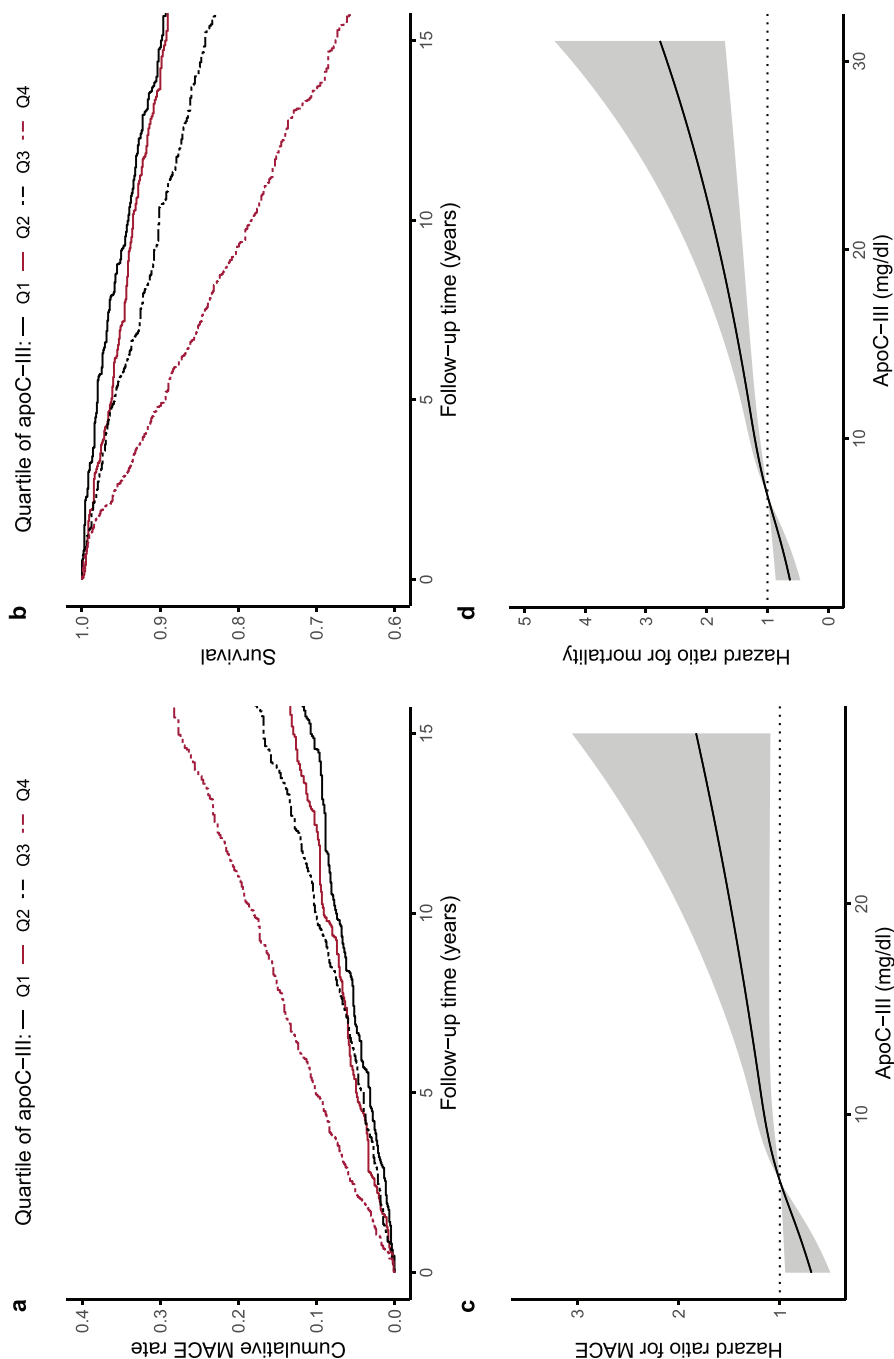 a
Quartile of apoC−III: Q1 Q2 Q3 Q4
Cumulative MACE rate
0.4
0.3
0.2
0.1
0.0
0 5 10 15
Follow−up time (years)
b
Quartile of apoC−III: Q1 Q2 Q3 Q4
Survival
1.0
0.9
0.8
0.7
0.6
0 5 10 15
Follow−up time (years)
c
Hazard ratio for MACE
3
2
1
10 20
ApoC−III (mg/dl)
d
Hazard ratio for mortality
5
4
3
2
1
0
10 20 30
ApoC−III (mg/dl)